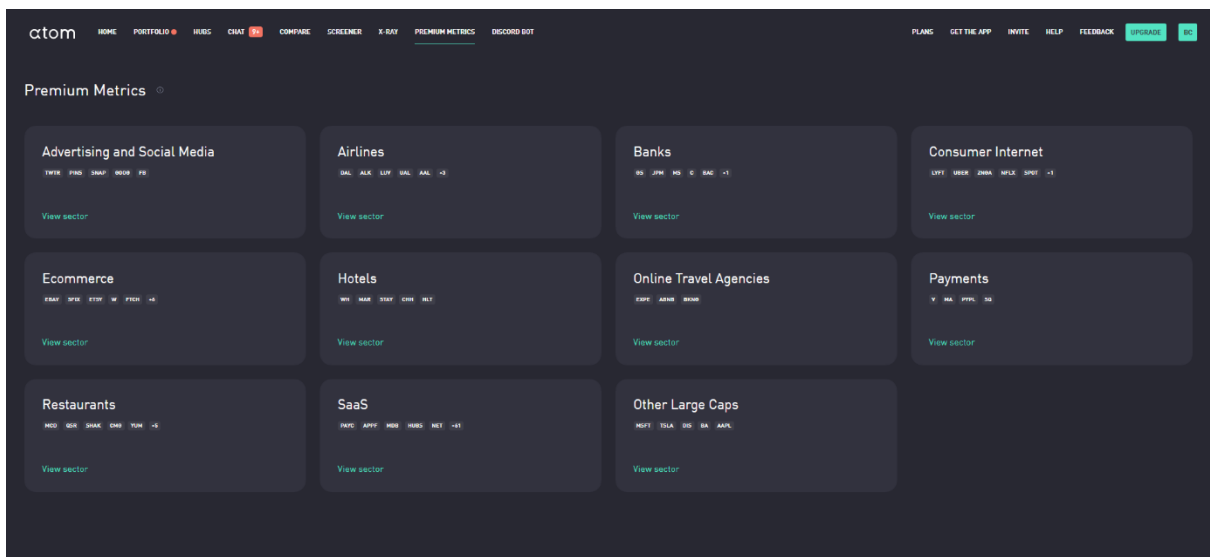 atom HOME PORTFOLIO HUBS CHAT 9+ COMPARE SCREENER X-RAY PREMIUM METRICS DISCORD BOT PLANS GET THE APP INVITE HELP FEEDBACK UPGRADE BC
Premium Metrics
Advertising and Social Media
TWTR PINS SNAP GOOG FB
View sector
Airlines
DAL ALK LUV UAL AAL +3
View sector
Banks
GS JPM MS C BAC +1
View sector
Consumer Internet
LYFT UBER ZNGA NFLX SPOT +1
View sector
Ecommerce
EBAY SFIX ETSY W FTCH
View sector
Hotels
WH MAR STAY CHH HLT
View sector
Online Travel Agencies
EXPE ABNB BKNG
View sector
Payments
V MA PYPL SQ
View sector
Restaurants
MCD QSR SHAK CMG YUM +5
View sector
SaaS
PAYC APPF MDB HUBS NET +61
View sector
Other Large Caps
MSFT TSLA DIS BA AAPL
View sector